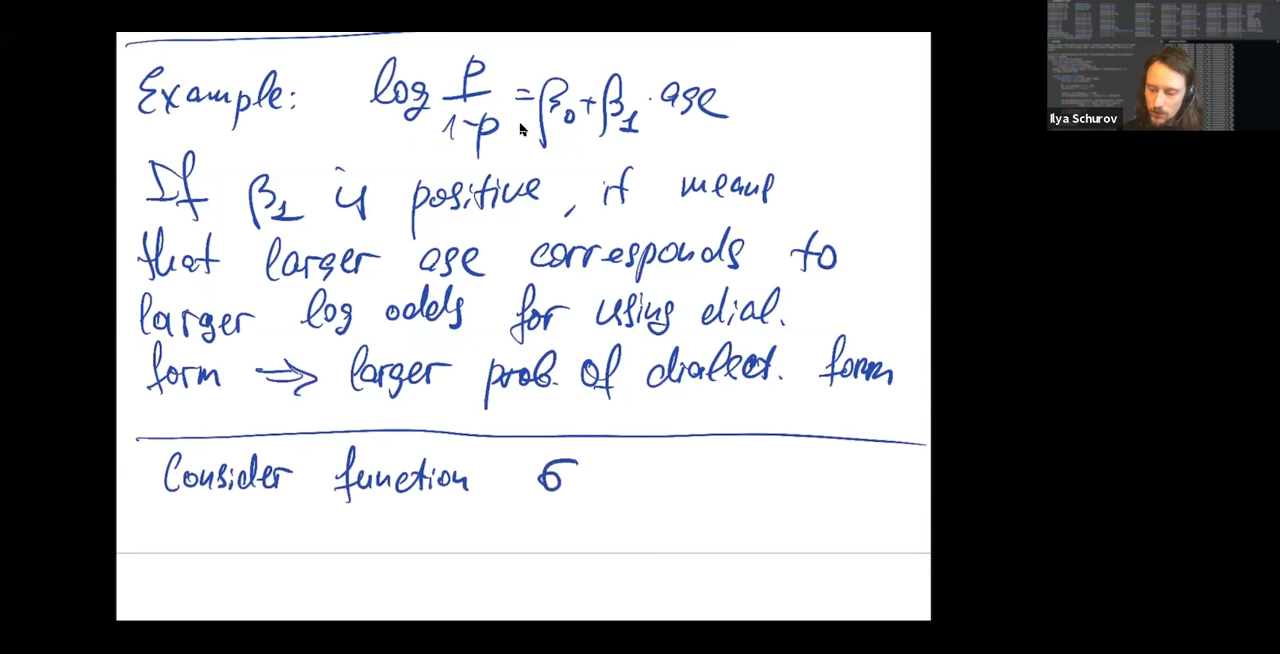 Example: log p/1-p = β₀ + β₁ · age
If β₁ is positive, it means
that larger age corresponds to
larger log odds for using dial.
form ⇒ larger prob. of dialect. form
Consider function σ
Ilya Schurov